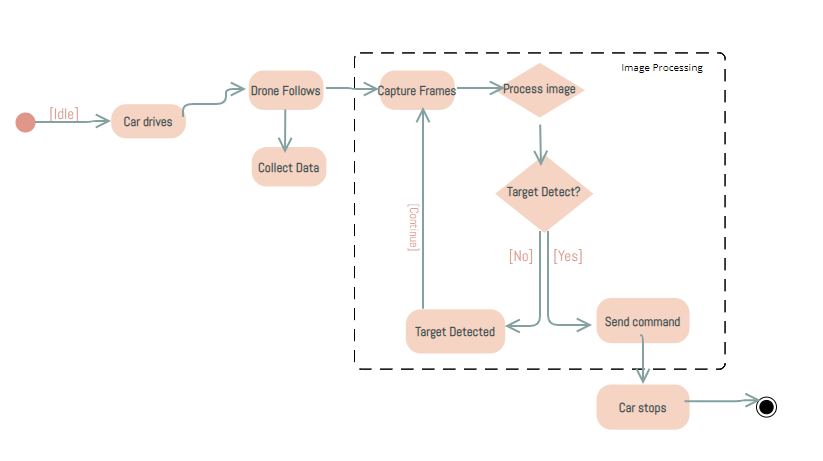 Image Processing
[Idle]
Car drives
Drone Follows
Capture Frames
Process image
Collect Data
Target Detect?
[Continue]
[No]
[Yes]
Target Detected
Send command
Car stops